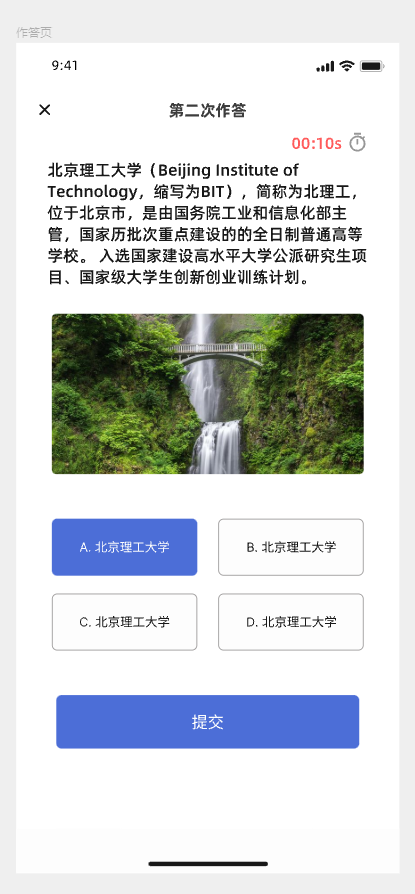 作答页
9:41
第二次作答
00:10s
北京理工大学（Beijing Institute of
Technology，缩写为BIT），简称为北理工，
位于北京市，是由国务院工业和信息化部主
管，国家历批次重点建设的的全日制普通高等
学校。 入选国家建设高水平大学公派研究生项
目、国家级大学生创新创业训练计划。
A. 北京理工大学
B. 北京理工大学
C. 北京理工大学
D. 北京理工大学
提交